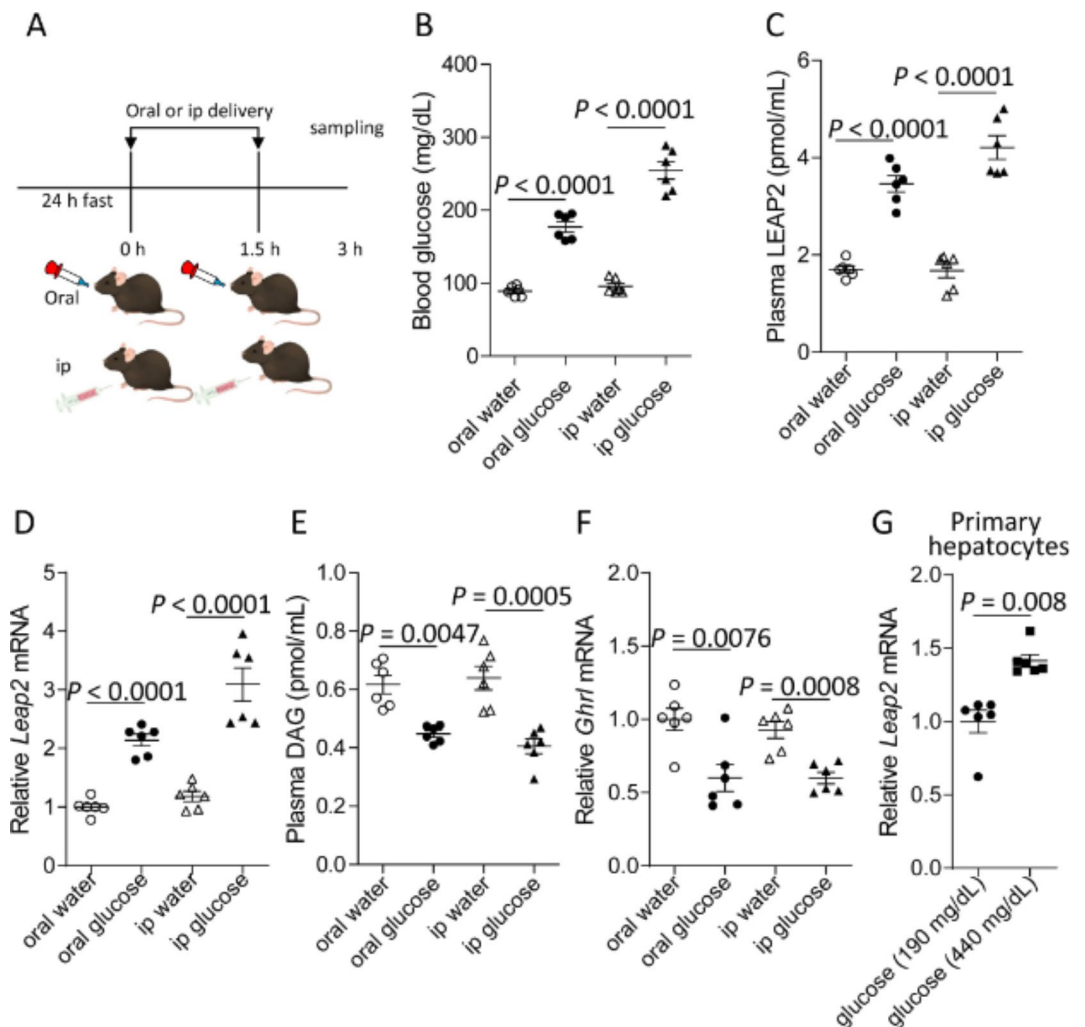 A
Oral or ip delivery
sampling
24 h fast
0 h
1.5 h
3 h
Oral
ip
B
Blood glucose (mg/dL)
400
300
200
100
0
P < 0.0001
P < 0.0001
oral water
oral glucose
ip water
ip glucose
C
Plasma LEAP2 (pmol/mL)
6
4
2
0
P < 0.0001
P < 0.0001
oral water
oral glucose
ip water
ip glucose
D
Relative Leap2 mRNA
5
4
3
2
1
0
P < 0.0001
P < 0.0001
oral water
oral glucose
ip water
ip glucose
E
Plasma DAG (pmol/mL)
1.0
0.8
0.6
0.4
0.2
0.0
P = 0.0005
P = 0.0047
oral water
oral glucose
ip water
ip glucose
F
Relative Ghrl mRNA
2.0
1.5
1.0
0.5
0.0
P = 0.0076
P = 0.0008
oral water
oral glucose
ip water
ip glucose
G
Primary
hepatocytes
Relative Leap2 mRNA
2.0
1.5
1.0
0.5
0.0
P = 0.008
glucose (190 mg/dL)
glucose (440 mg/dL)